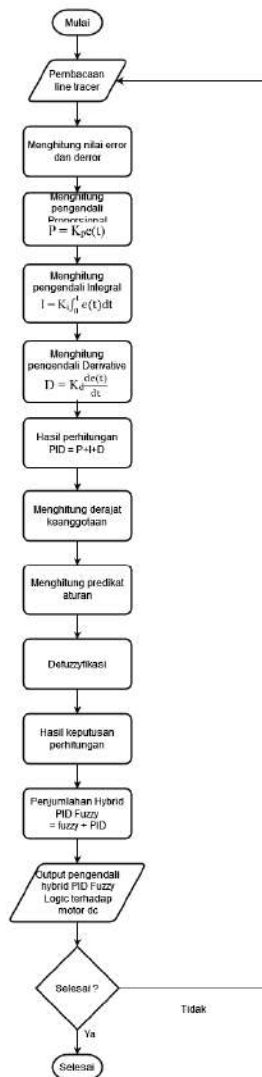 Mulai
Pembacaan
line tracer
Menghitung nilai error
dan derror
Menghitung
pengendali
Proporsional
P = Kₚe(t)
Menghitung
pengendali Integral
I = Kᵢ∫₀ᵗ e(t)dt
Menghitung
pengendali Derivative
D = K_d de(t)/dt
Hasil perhitungan
PID = P+I+D
Menghitung derajat
keanggotaan
Menghitung predikat
aturan
Defuzzyfikasi
Hasil keputusan
perhitungan
Penjumlahan Hybrid
PID Fuzzy
= fuzzy + PID
Output pengendali
hybrid PID Fuzzy
Logic terhadap
motor dc
Selesai ?
Tidak
Ya
Selesai